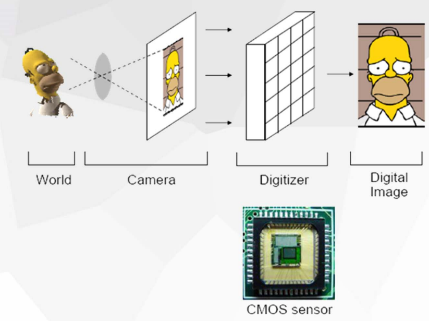 World
Camera
Digitizer
Digital
Image
CMOS sensor